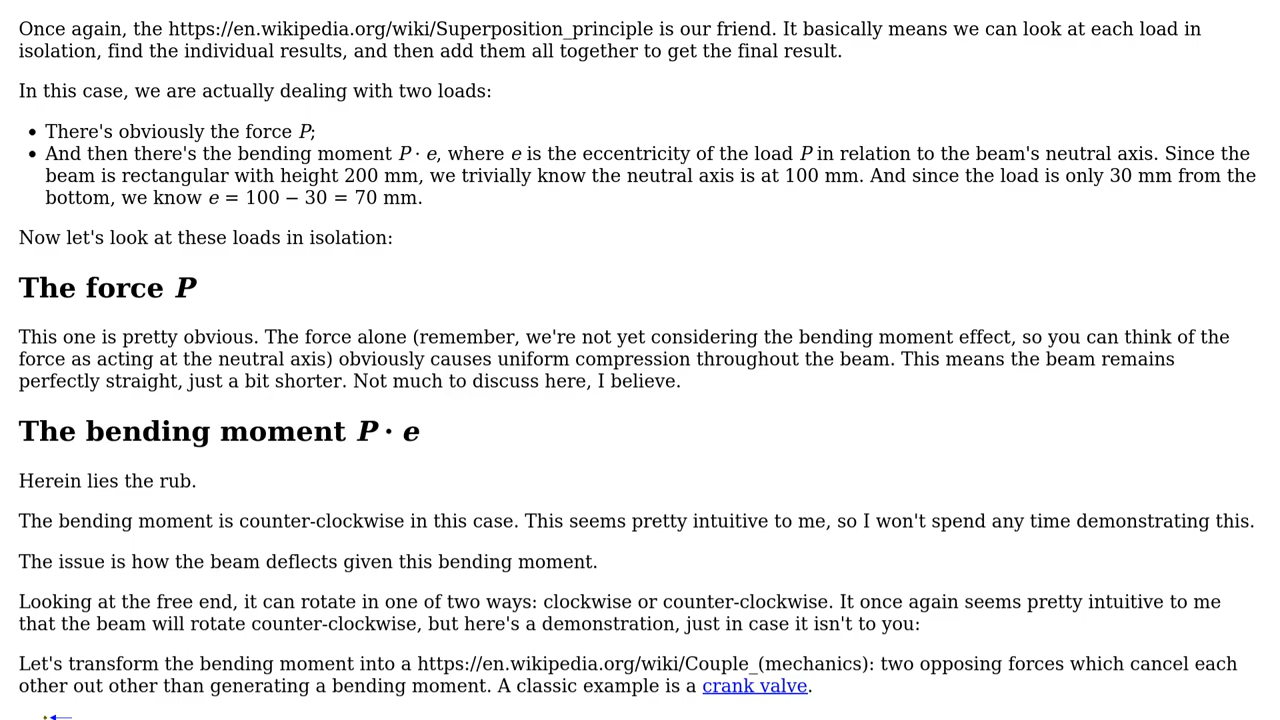 Once again, the https://en.wikipedia.org/wiki/Superposition_principle is our friend. It basically means we can look at each load in
isolation, find the individual results, and then add them all together to get the final result.
In this case, we are actually dealing with two loads:
• There's obviously the force P;
• And then there's the bending moment P · e, where e is the eccentricity of the load P in relation to the beam's neutral axis. Since the
beam is rectangular with height 200 mm, we trivially know the neutral axis is at 100 mm. And since the load is only 30 mm from the
bottom, we know e = 100 − 30 = 70 mm.
Now let's look at these loads in isolation:
The force P
This one is pretty obvious. The force alone (remember, we're not yet considering the bending moment effect, so you can think of the
force as acting at the neutral axis) obviously causes uniform compression throughout the beam. This means the beam remains
perfectly straight, just a bit shorter. Not much to discuss here, I believe.
The bending moment P · e
Herein lies the rub.
The bending moment is counter-clockwise in this case. This seems pretty intuitive to me, so I won't spend any time demonstrating this.
The issue is how the beam deflects given this bending moment.
Looking at the free end, it can rotate in one of two ways: clockwise or counter-clockwise. It once again seems pretty intuitive to me
that the beam will rotate counter-clockwise, but here's a demonstration, just in case it isn't to you:
Let's transform the bending moment into a https://en.wikipedia.org/wiki/Couple_(mechanics): two opposing forces which cancel each
other out other than generating a bending moment. A classic example is a crank valve.